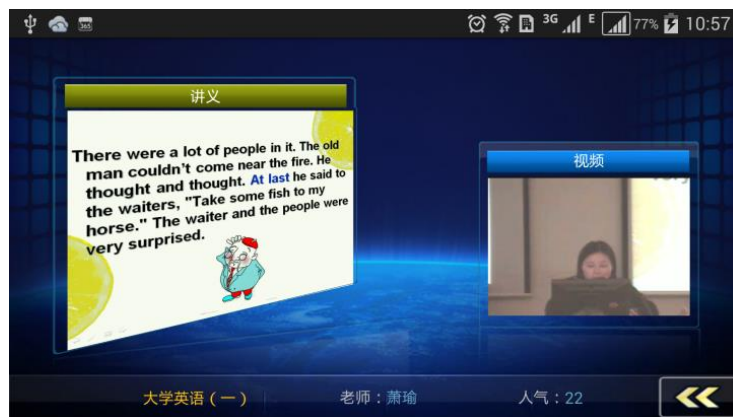 365
3G
E
77%
10:57
讲义
There were a lot of people in it. The old
man couldn't come near the fire. He
thought and thought. At last he said to
the waiters, "Take some fish to my
horse." The waiter and the people were
very surprised.
视频
大学英语(一)
老师:萧瑜
人气:22